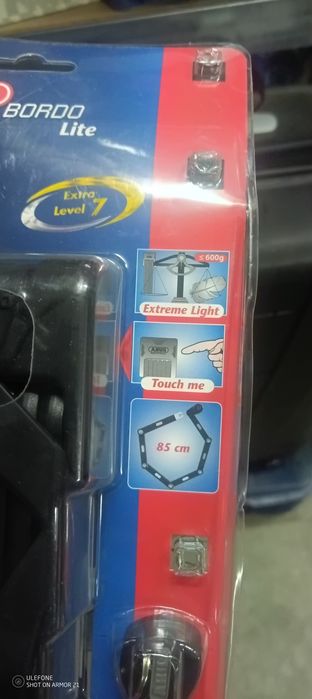 BORDO
Lite
Extra
Level 7
≤ 600g
Extreme Light
ABUS
Touch me
85 cm
ULEFONE
SHOT ON ARMOR 21